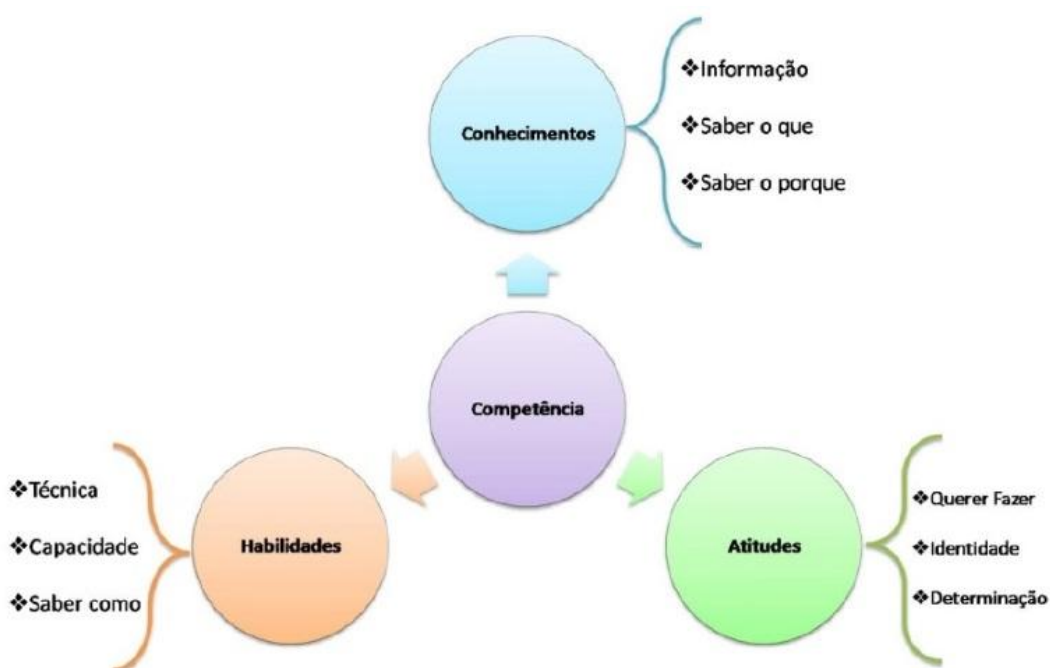 Conhecimentos
❖Informação
❖Saber o que
❖Saber o porque
Competência
❖Técnica
❖Capacidade
❖Saber como
Habilidades
Atitudes
❖Querer Fazer
❖Identidade
❖Determinação